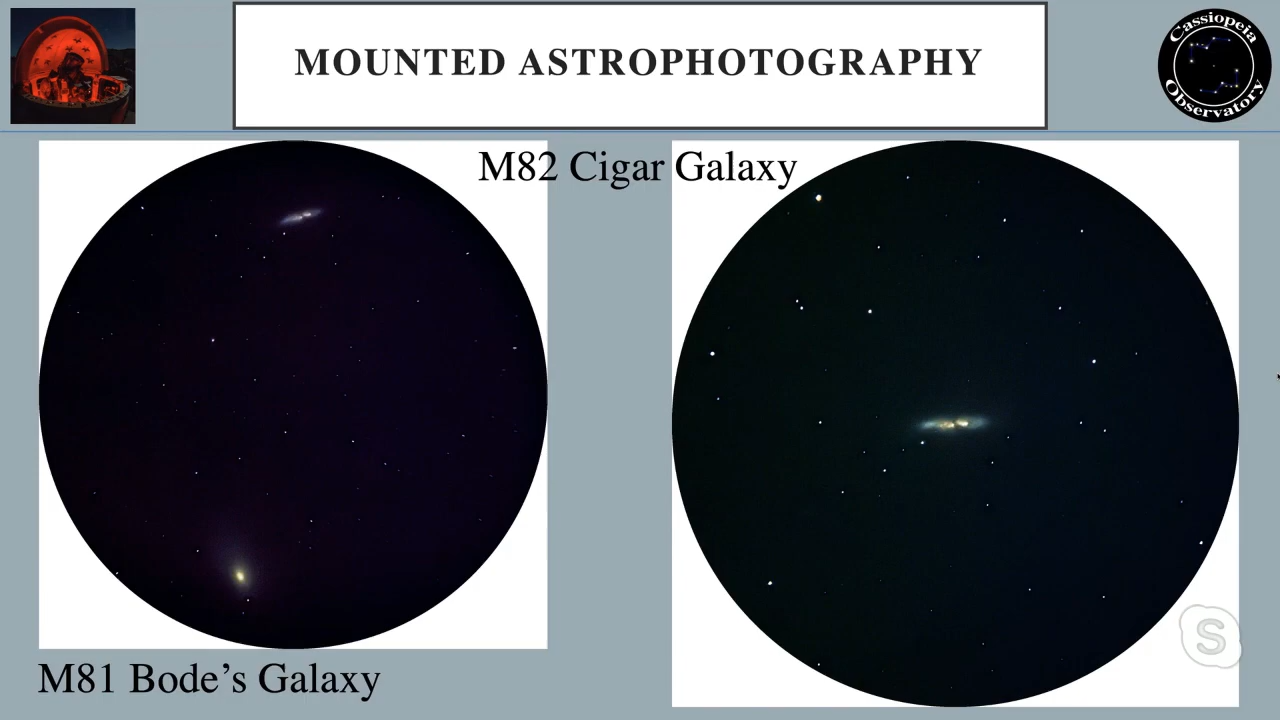 MOUNTED ASTROPHOTOGRAPHY
Cassiopeia
Observatory
M82 Cigar Galaxy
S
M81 Bode’s Galaxy